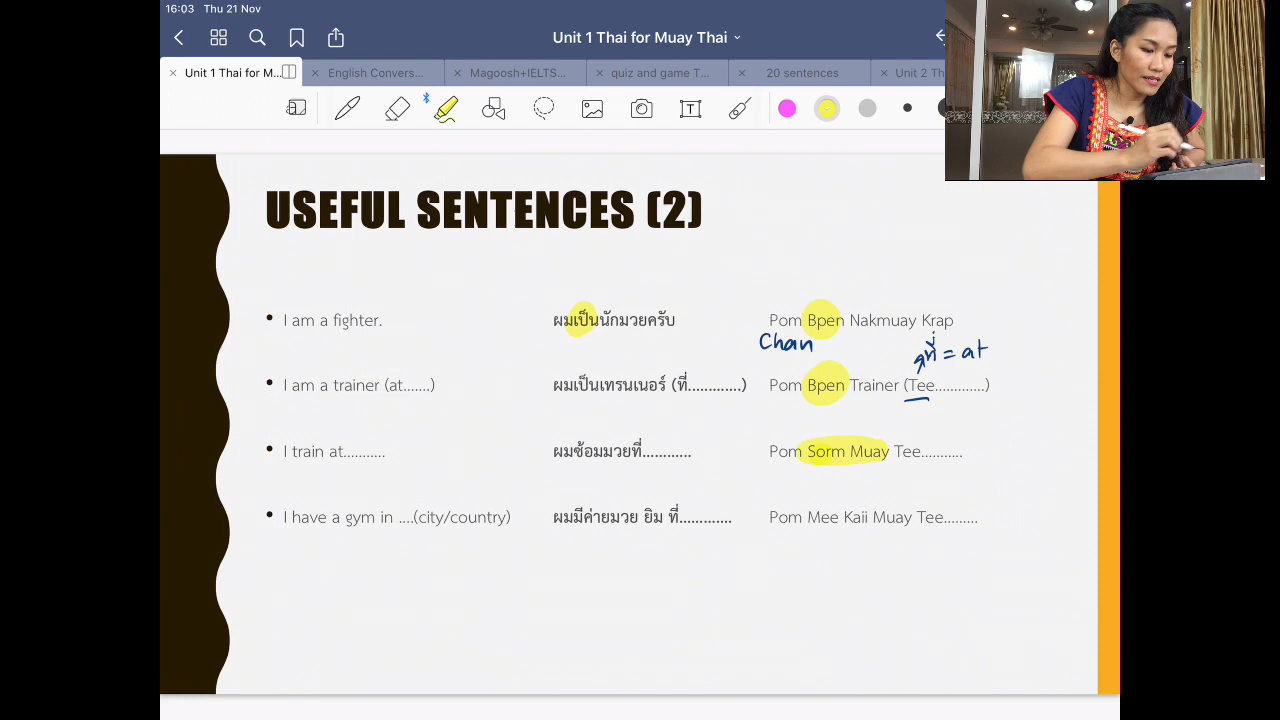 16:03 Thu 21 Nov
Unit 1 Thai for Muay Thai
Unit 1 Thai for M... English Convers... Magoosh+IELTS... quiz and game T... 20 sentences Unit 2 Th
USEFUL SENTENCES (2)
• I am a fighter. ผมเป็นนักมวยครับ Pom Bpen Nakmuay Krap
Chan ที่ = at
• I am a trainer (at.......) ผมเป็นเทรนเนอร์ (ที่.............) Pom Bpen Trainer (Tee.............)
• I train at........... ผมซ้อมมวยที่............ Pom Sorm Muay Tee...........
• I have a gym in ....(city/country) ผมมีค่ายมวย ยิม ที่............. Pom Mee Kaii Muay Tee.........